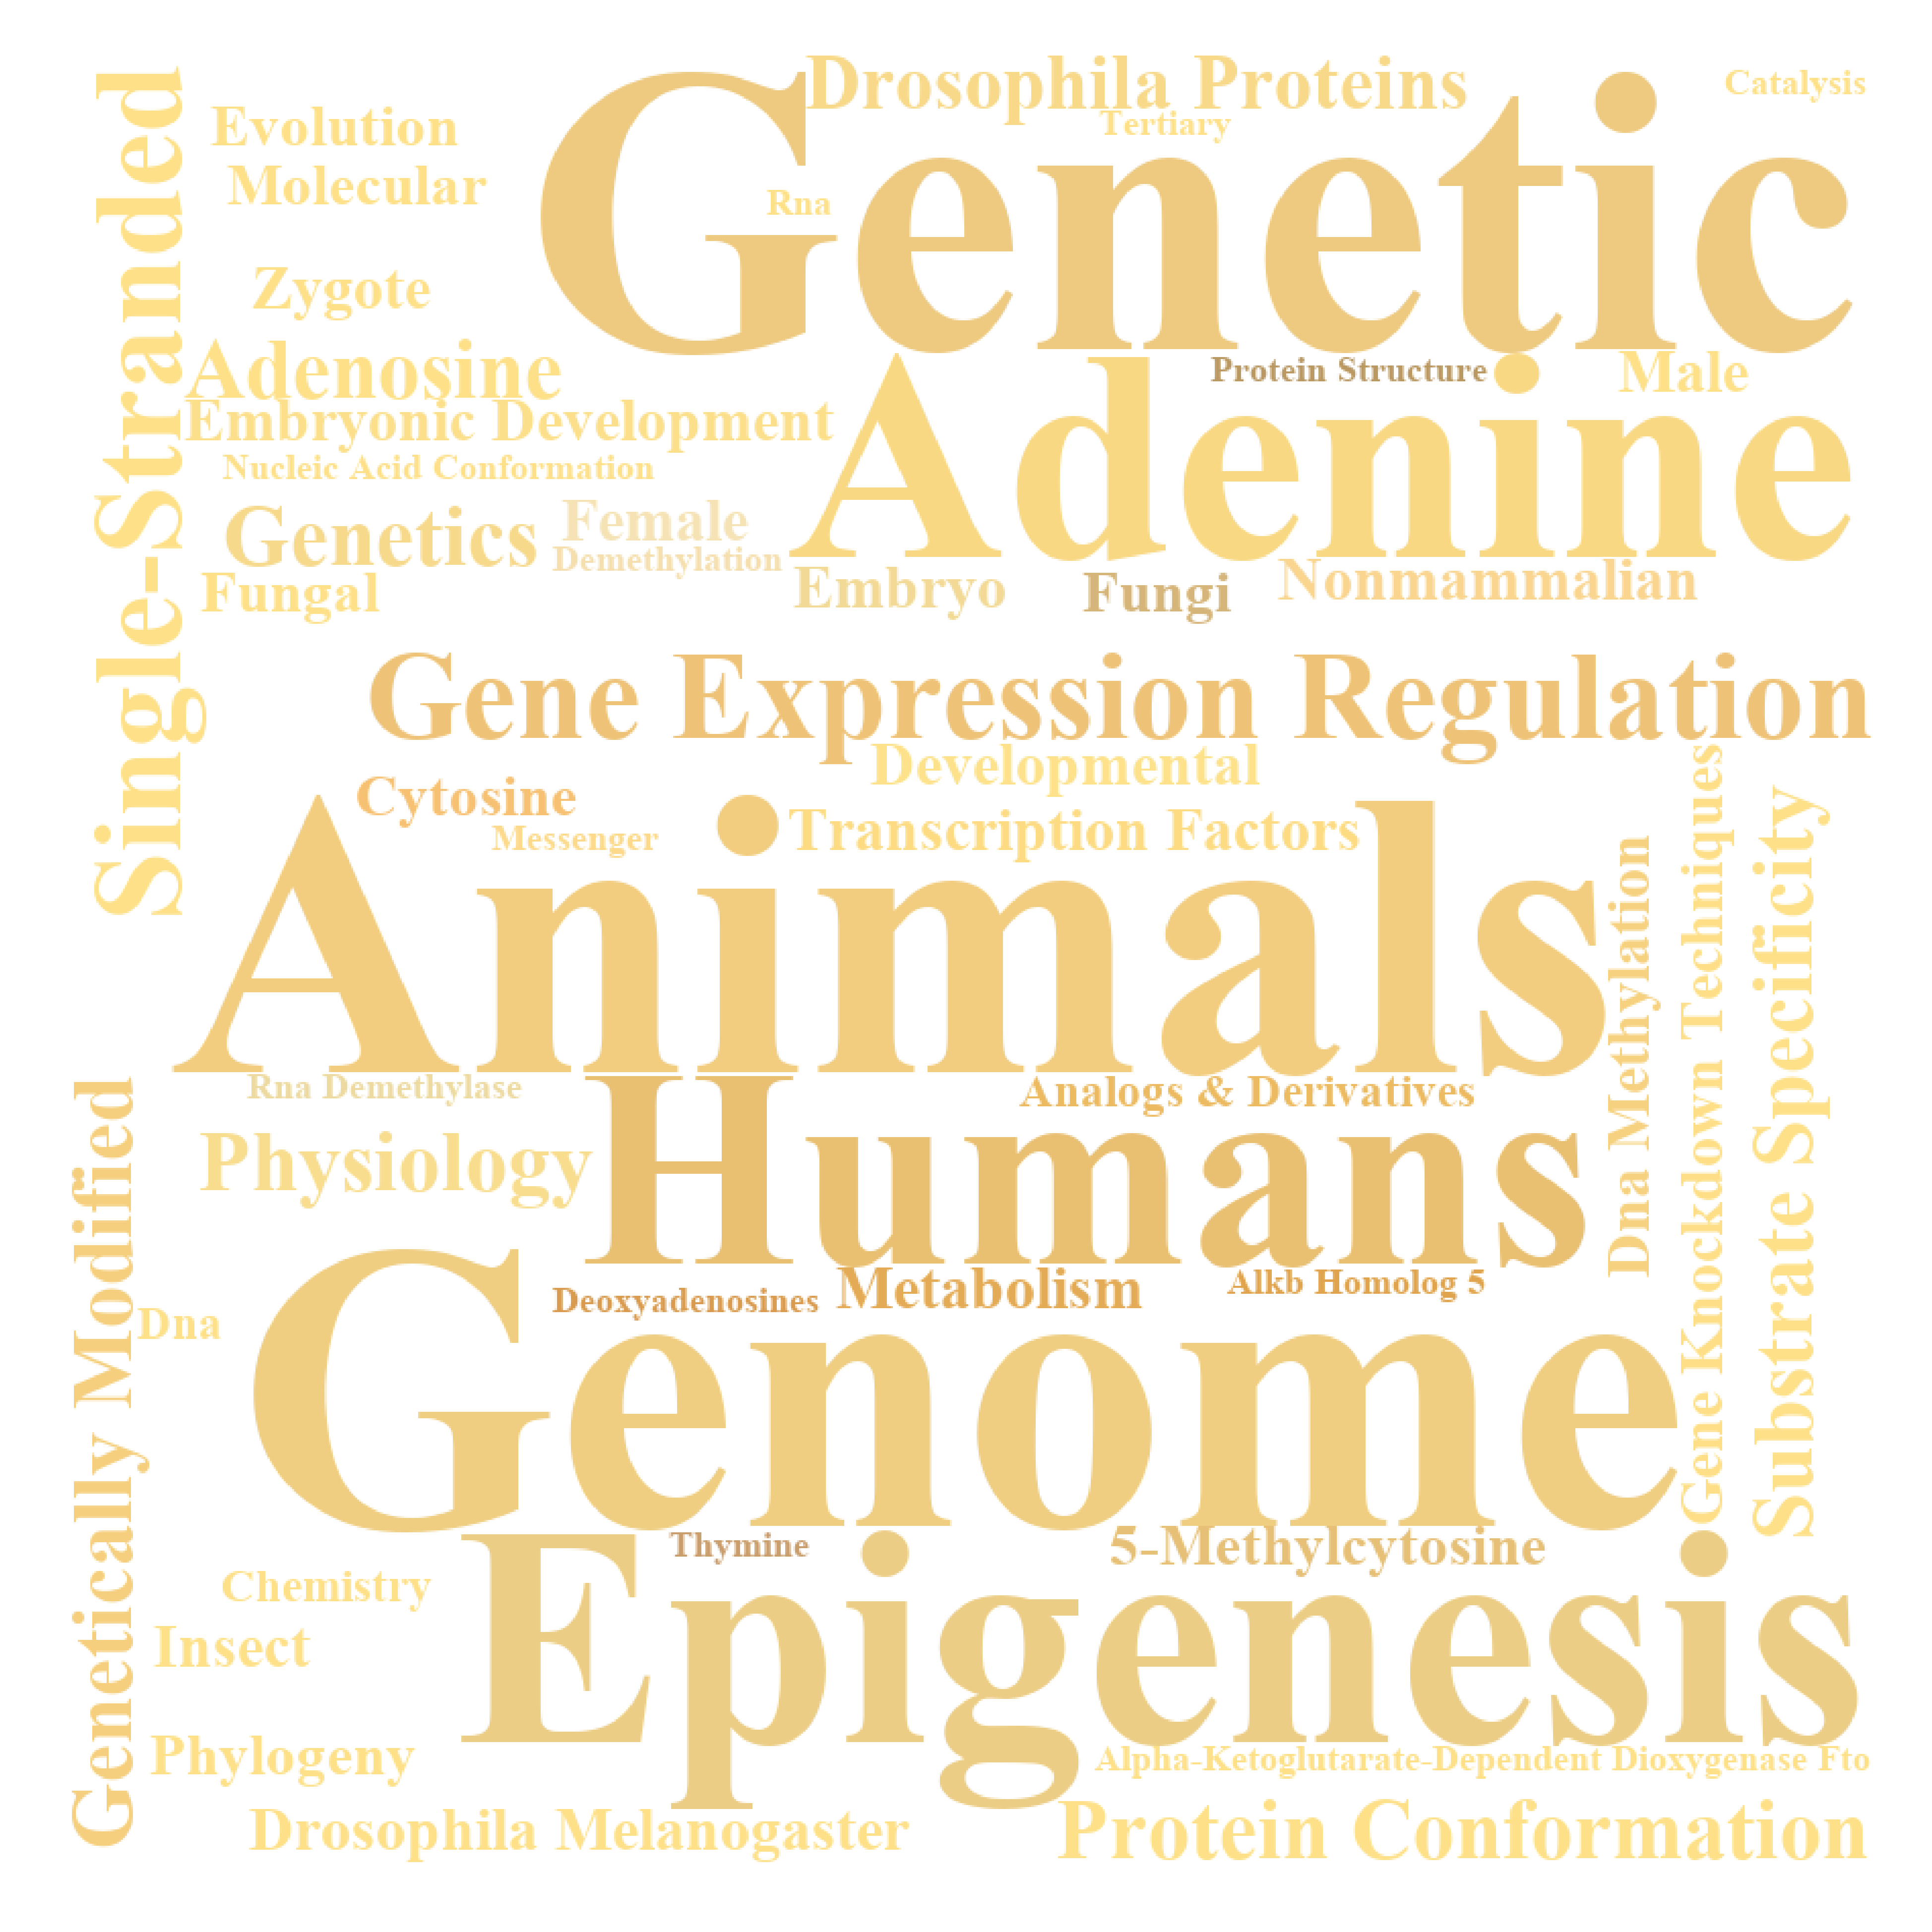 Drosophila Proteins
Catalysis
Tertiary
Evolution
Molecular
Rna
Genetic
Single-Stranded
Zygote
Adenosine
Protein Structure
Male
Embryonic Development
Adenine
Nucleic Acid Conformation
Genetics
Female
Demethylation
Fungal
Embryo
Fungi
Nonmammalian
Gene Expression Regulation
Developmental
Cytosine
Messenger
Transcription Factors
Animals
Dna Methylation
Gene Knockdown Techniques
Substrate Specificity
Rna Demethylase
Analogs & Derivatives
Physiology
Humans
Genetically Modified
Deoxyadenosines
Metabolism
Alkb Homolog 5
Dna
Genome
Thymine
5-Methylcytosine
Chemistry
Insect
Epigenesis
Phylogeny
Alpha-Ketoglutarate-Dependent Dioxygenase Fto
Drosophila Melanogaster
Protein Conformation